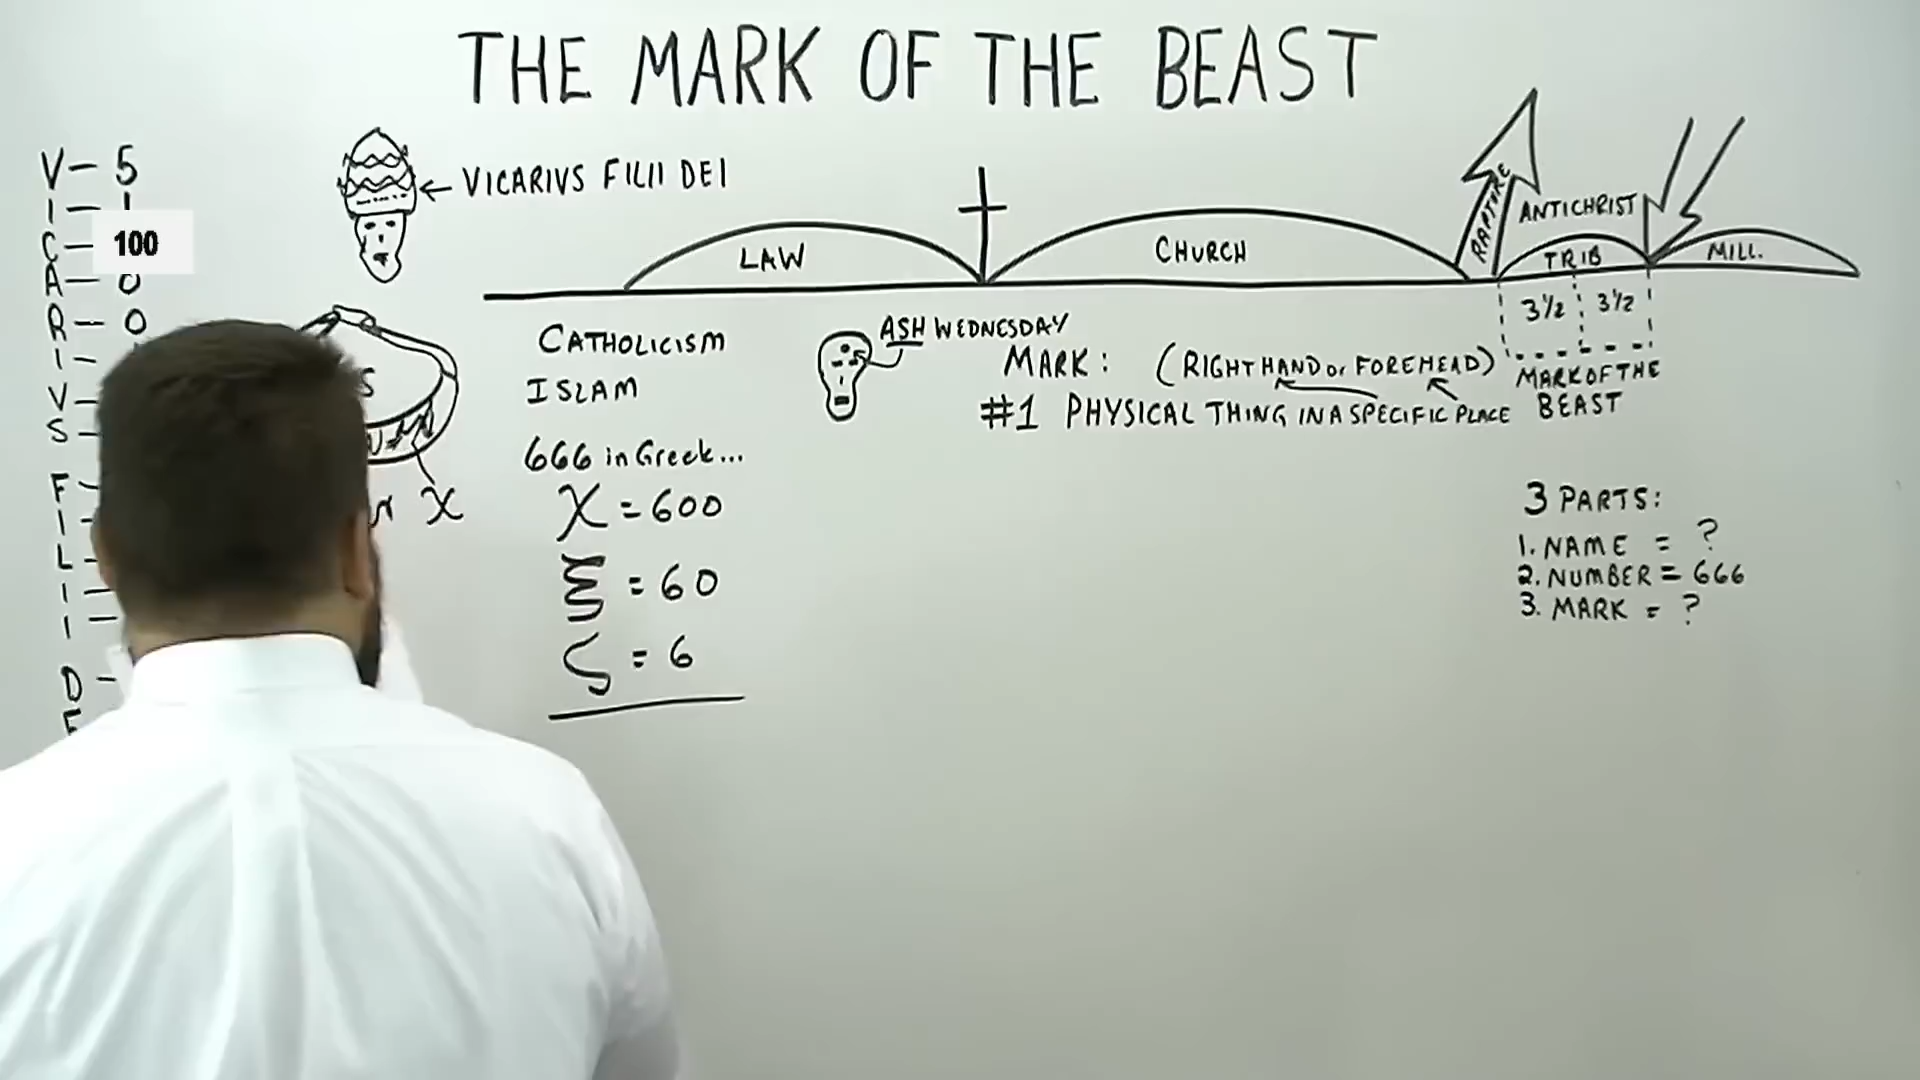 THE MARK OF THE BEAST
V - 5
I - 1
C - 100
A - 0
R - 0
I -
V -
S -
F -
I -
L -
I -
I -
D -
VICARIVS FILII DEI
LAW
CHURCH
RAPTURE
ANTICHRIST
TRIB
MILL.
3½ 3½
MARK OF THE
BEAST
CATHOLICISM
ISLAM
666 in Greek...
χ = 600
ξ = 60
ς = 6
S
X
ASH WEDNESDAY
MARK: (RIGHT HAND or FOREHEAD)
#1 PHYSICAL THING IN A SPECIFIC PLACE
3 PARTS:
1. NAME = ?
2. NUMBER = 666
3. MARK = ?